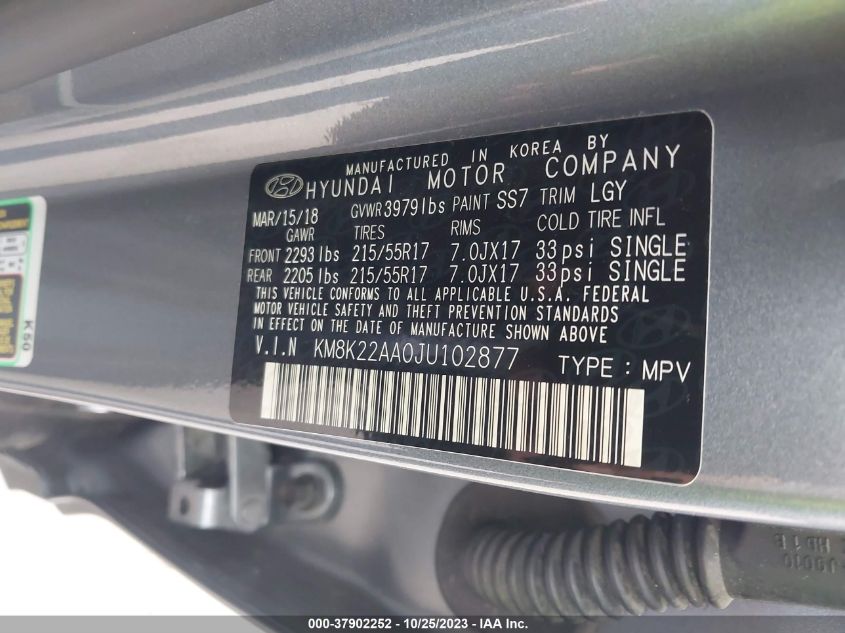 MANUFACTURED IN KOREA BY
HYUNDAI MOTOR COMPANY
MAR/15/18 GVWR 3979lbs PAINT SS7 TRIM LGY
GAWR TIRES RIMS COLD TIRE INFL
FRONT 2293 lbs 215/55R17 7.0JX17 33psi SINGLE
REAR 2205 lbs 215/55R17 7.0JX17 33psi SINGLE
THIS VEHICLE CONFORMS TO ALL APPLICABLE U.S.A. FEDERAL
MOTOR VEHICLE SAFETY AND THEFT PREVENTION STANDARDS
IN EFFECT ON THE DATE OF MANUFACTURE SHOWN ABOVE.
V.I.N KM8K22AA0JU102877 TYPE : MPV
K50
000-37902252 - 10/25/2023 - IAA Inc.